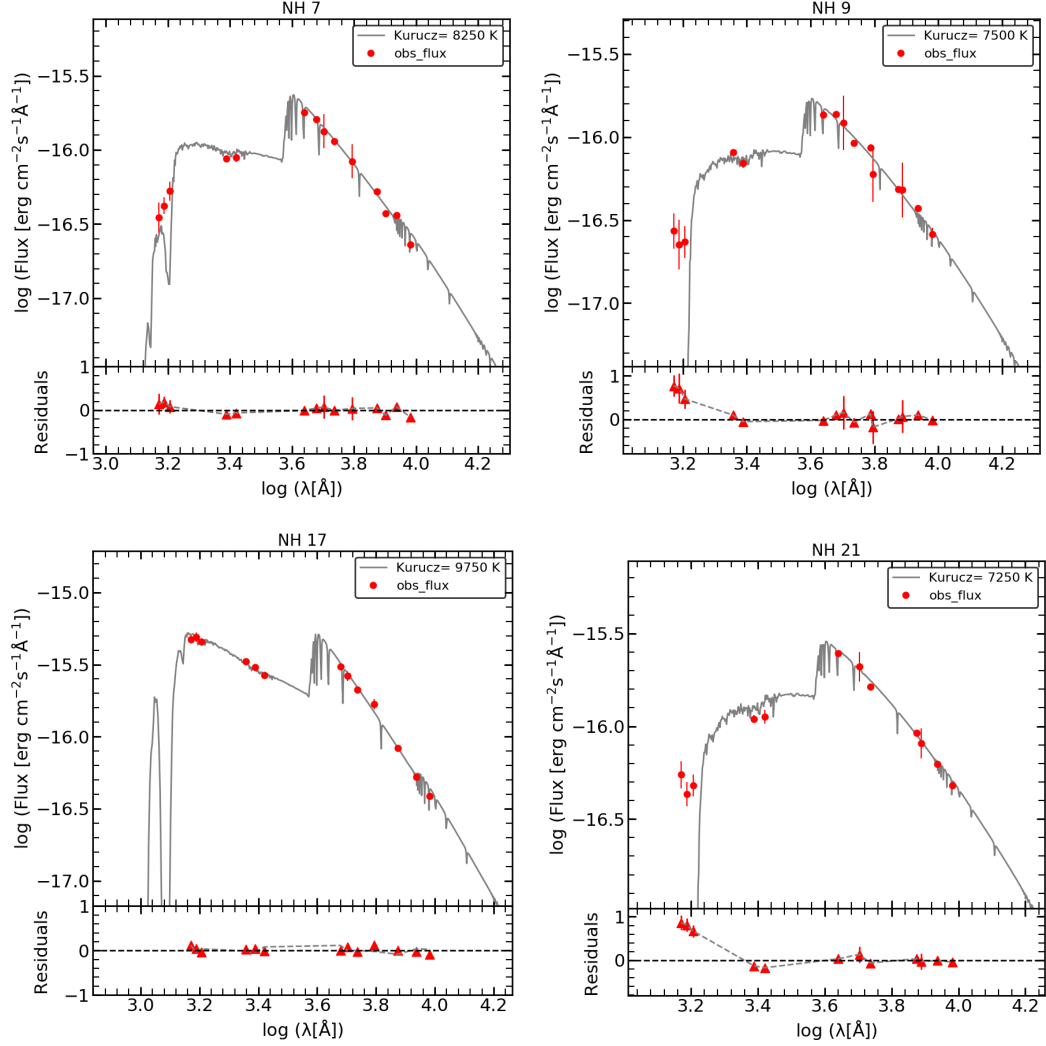 NH 7
Kurucz= 8250 K
obs_flux
log (Flux [erg cm−2s−1Å−1])
−15.5
−16.0
−16.5
−17.0
Residuals
1
0
−1
3.0 3.2 3.4 3.6 3.8 4.0 4.2
log (λ[Å])
NH 9
Kurucz= 7500 K
obs_flux
log (Flux [erg cm−2s−1Å−1])
−15.5
−16.0
−16.5
−17.0
Residuals
1
0
3.2 3.4 3.6 3.8 4.0 4.2
log (λ[Å])
NH 17
Kurucz= 9750 K
obs_flux
log (Flux [erg cm−2s−1Å−1])
−15.0
−15.5
−16.0
−16.5
−17.0
Residuals
1
0
−1
3.0 3.2 3.4 3.6 3.8 4.0 4.2
log (λ[Å])
NH 21
Kurucz= 7250 K
obs_flux
log (Flux [erg cm−2s−1Å−1])
−15.5
−16.0
−16.5
Residuals
1
0
3.2 3.4 3.6 3.8 4.0 4.2
log (λ[Å])